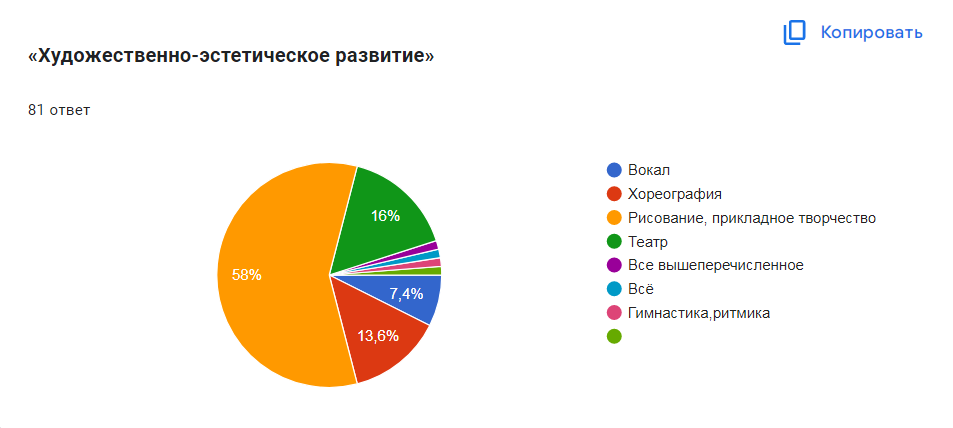 Копировать
«Художественно-эстетическое развитие»
81 ответ
Вокал
Хореография
Рисование, прикладное творчество
Театр
Все вышеперечисленное
Всё
Гимнастика,ритмика
16%
58%
7,4%
13,6%